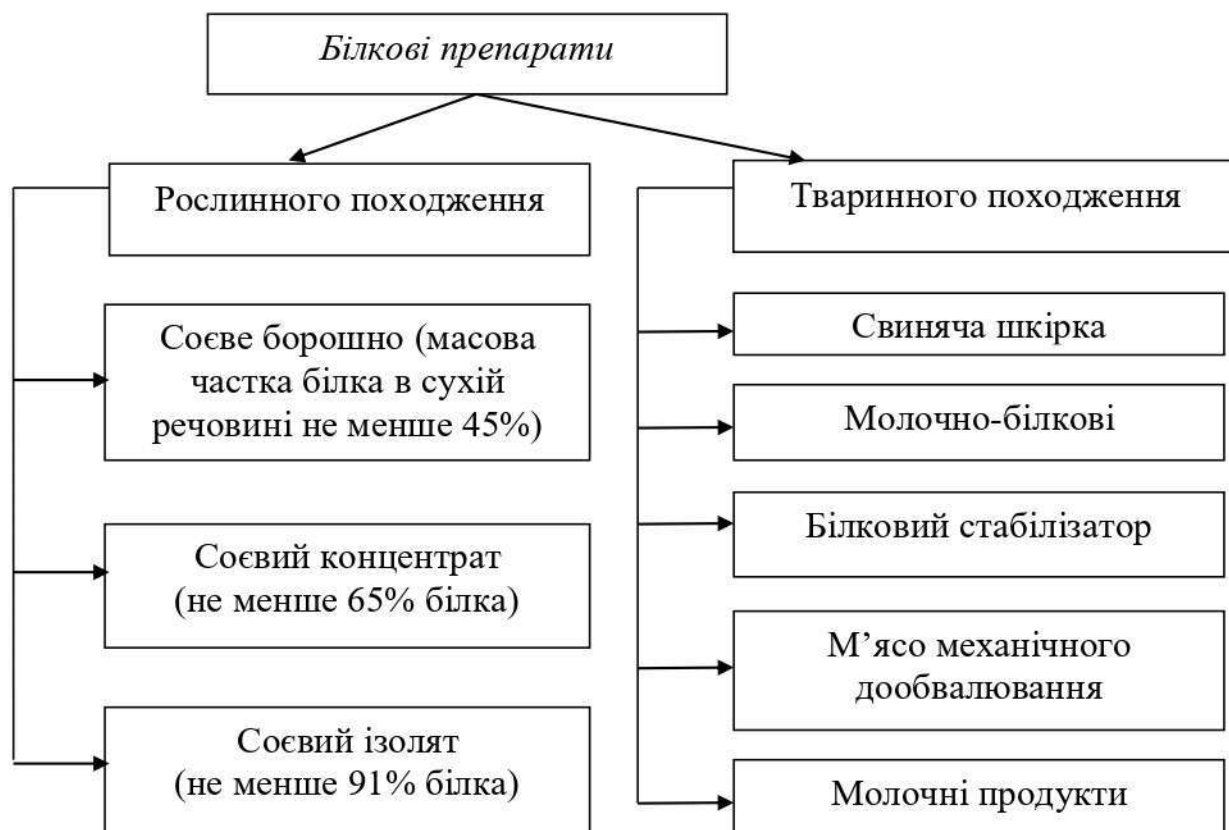 Білкові препарати
Рослинного походження
Соєве борошно (масова
частка білка в сухій
речовині не менше 45%)
Соєвий концентрат
(не менше 65% білка)
Соєвий ізолят
(не менше 91% білка)
Тваринного походження
Свиняча шкірка
Молочно-білкові
Білковий стабілізатор
М’ясо механічного
дообвалювання
Молочні продукти